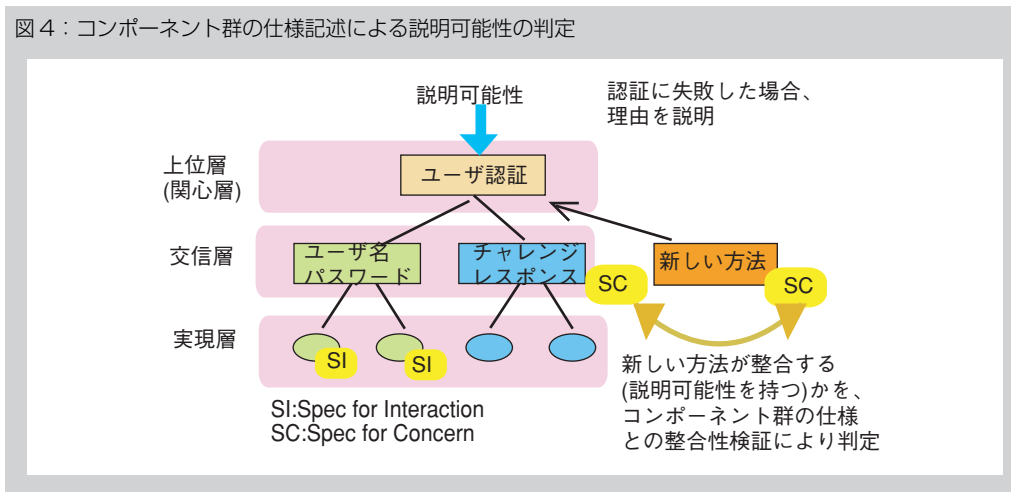 図4：コンポーネント群の仕様記述による説明可能性の判定
説明可能性
認証に失敗した場合、
理由を説明
上位層
(関心層)
ユーザ認証
交信層
ユーザ名
パスワード
チャレンジ
レスポンス
新しい方法
SC
SC
実現層
SI
SI
新しい方法が整合する
(説明可能性を持つ)かを、
コンポーネント群の仕様
との整合性検証により判定
SI:Spec for Interaction
SC:Spec for Concern